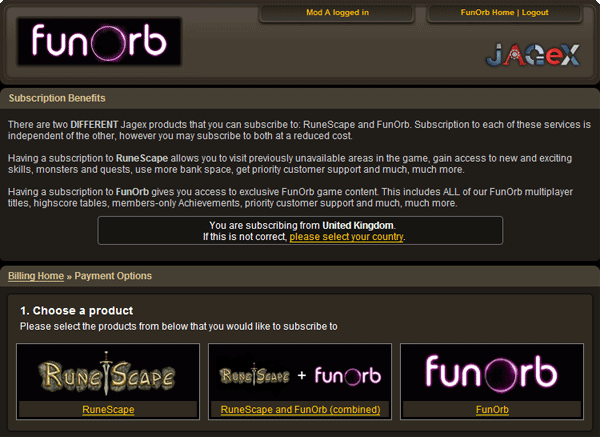 funOrb
Mod A logged in
FunOrb Home | Logout
JAGEX
Subscription Benefits
There are two DIFFERENT Jagex products that you can subscribe to: RuneScape and FunOrb. Subscription to each of these services is
independent of the other, however you may subscribe to both at a reduced cost.
Having a subscription to RuneScape allows you to visit previously unavailable areas in the game, gain access to new and exciting
skills, monsters and quests, use more bank space, get priority customer support and much, much more.
Having a subscription to FunOrb gives you access to exclusive FunOrb game content. This includes ALL of our FunOrb multiplayer
titles, highscore tables, members-only Achievements, priority customer support and much, much more.
You are subscribing from United Kingdom.
If this is not correct, please select your country.
Billing Home » Payment Options
1. Choose a product
Please select the products from below that you would like to subscribe to
RuneScape
RuneScape + funOrb
funOrb
RuneScape
RuneScape and FunOrb (combined)
FunOrb